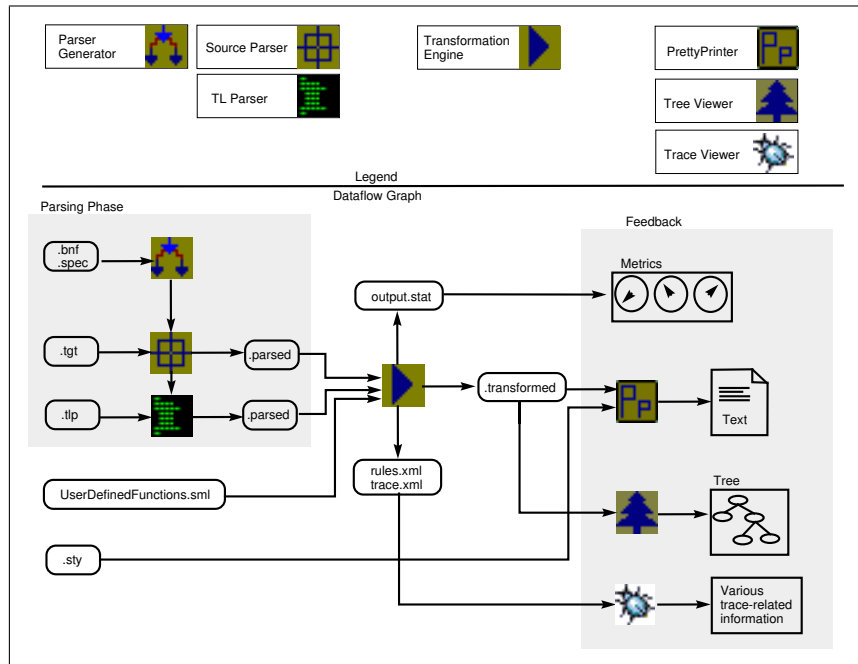 Parser
Generator
Source Parser
TL Parser
Transformation
Engine
PrettyPrinter
Tree Viewer
Trace Viewer
Legend
Dataflow Graph
Parsing Phase
Feedback
.bnf
.spec
Metrics
output.stat
.tgt
.parsed
.transformed
.tlp
.parsed
Text
rules.xml
trace.xml
UserDefinedFunctions.sml
Tree
.sty
Various
trace-related
information